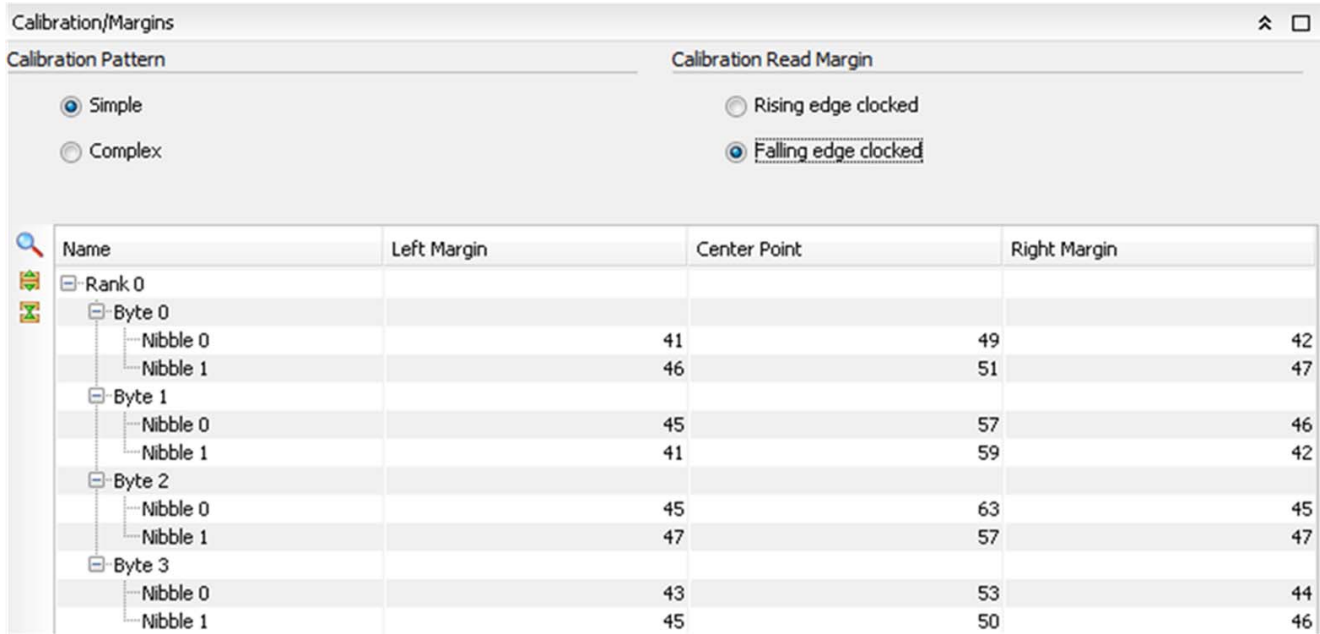 Calibration/Margins
Calibration Pattern Calibration Read Margin
Simple Rising edge clocked
Complex Falling edge clocked
Name Left Margin Center Point Right Margin
Rank 0
Byte 0
Nibble 0 41 49 42
Nibble 1 46 51 47
Byte 1
Nibble 0 45 57 46
Nibble 1 41 59 42
Byte 2
Nibble 0 45 63 45
Nibble 1 47 57 47
Byte 3
Nibble 0 43 53 44
Nibble 1 45 50 46